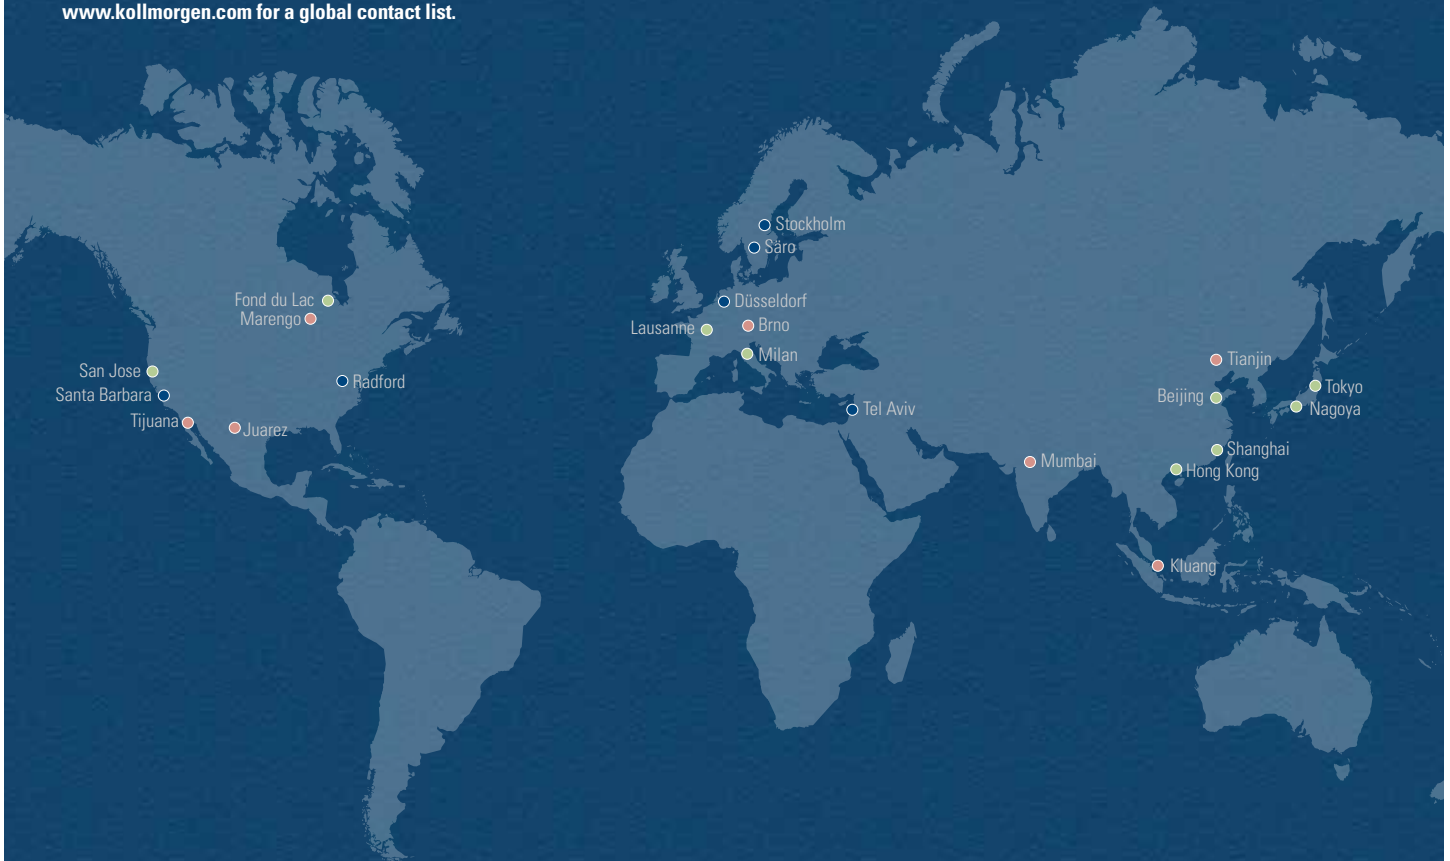 www.kollmorgen.com for a global contact list.
Stockholm
Säro
Fond du Lac
Düsseldorf
Marengo
Lausanne
Brno
Milan
Tianjin
San Jose
Radford
Tokyo
Santa Barbara
Beijing
Tel Aviv
Nagoya
Tijuana
Juarez
Shanghai
Mumbai
Hong Kong
Kluang